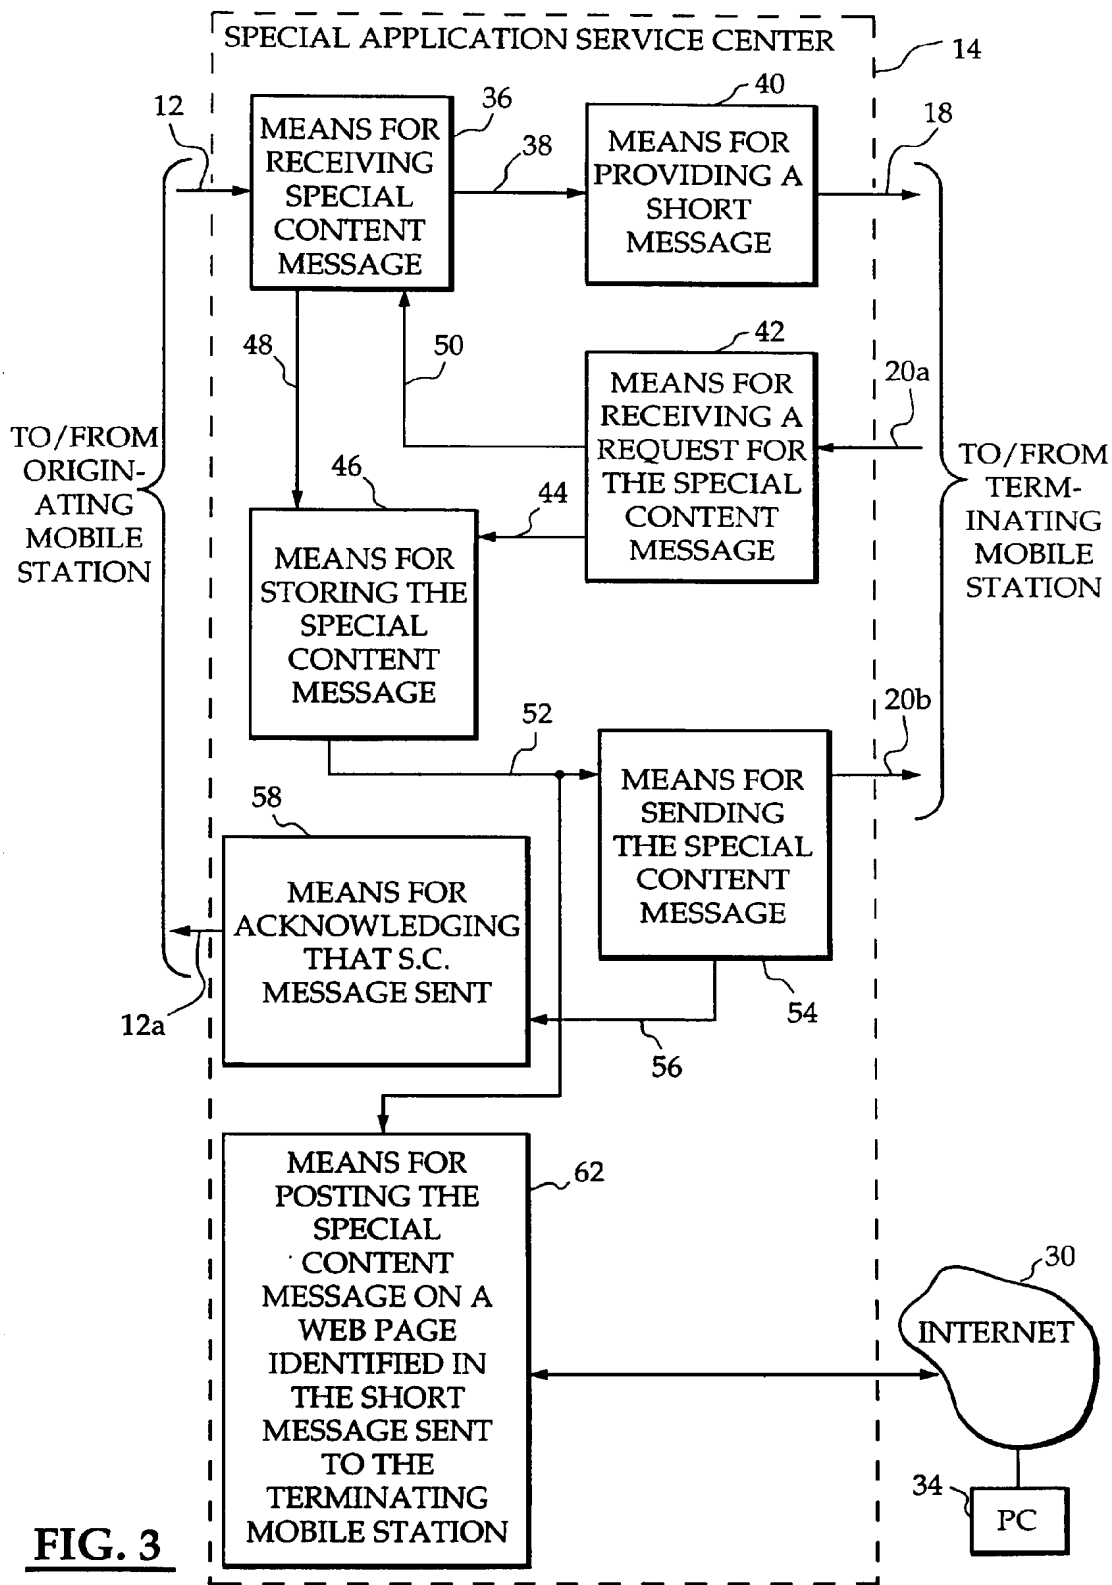 SPECIAL APPLICATION SERVICE CENTER
14
12
MEANS FOR
RECEIVING
SPECIAL
CONTENT
MESSAGE
36
38
40
MEANS FOR
PROVIDING A
SHORT
MESSAGE
18
48
50
42
MEANS FOR
RECEIVING A
REQUEST FOR
THE SPECIAL
CONTENT
MESSAGE
20a
TO/FROM
ORIGIN-
ATING
MOBILE
STATION
TO/FROM
TERM-
INATING
MOBILE
STATION
46
44
MEANS FOR
STORING THE
SPECIAL
CONTENT
MESSAGE
52
20b
MEANS FOR
SENDING
THE SPECIAL
CONTENT
MESSAGE
54
58
MEANS FOR
ACKNOWLEDGING
THAT S.C.
MESSAGE SENT
12a
56
MEANS FOR
POSTING THE
SPECIAL
CONTENT
MESSAGE ON A
WEB PAGE
IDENTIFIED IN
THE SHORT
MESSAGE SENT
TO THE
TERMINATING
MOBILE STATION
62
30
INTERNET
34
PC
FIG. 3